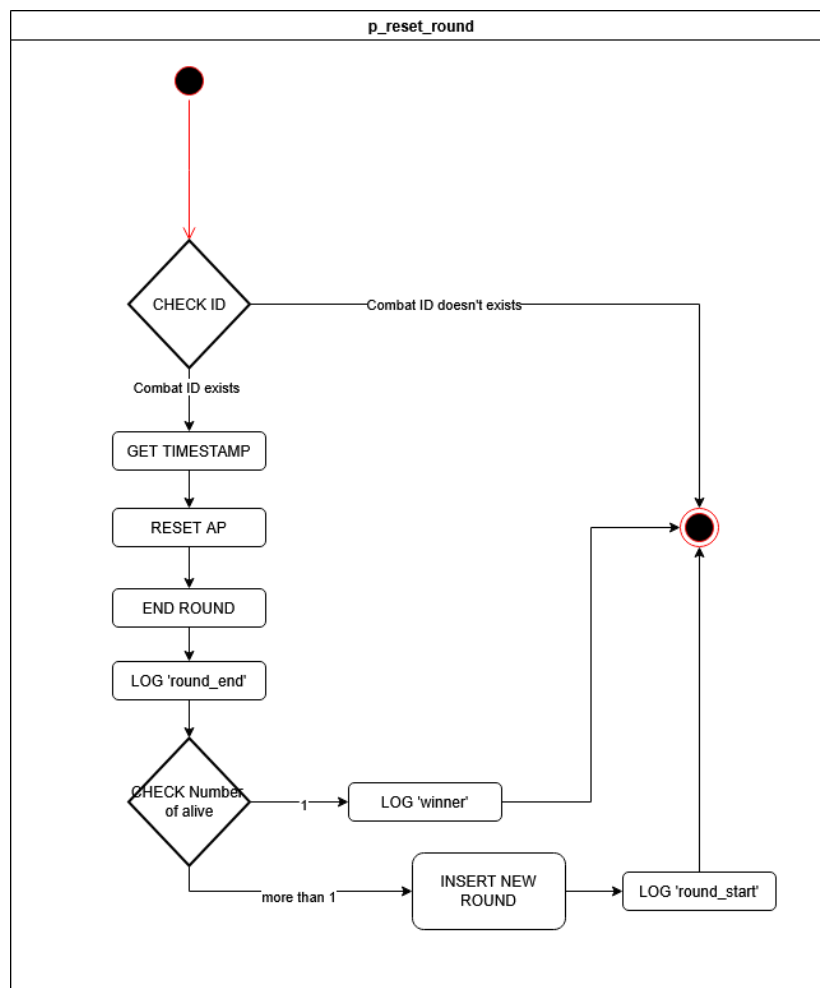 p_reset_round
CHECK ID
Combat ID doesn't exists
Combat ID exists
GET TIMESTAMP
RESET AP
END ROUND
LOG 'round_end'
CHECK Number
of alive
1
LOG 'winner'
more than 1
INSERT NEW
ROUND
LOG 'round_start'